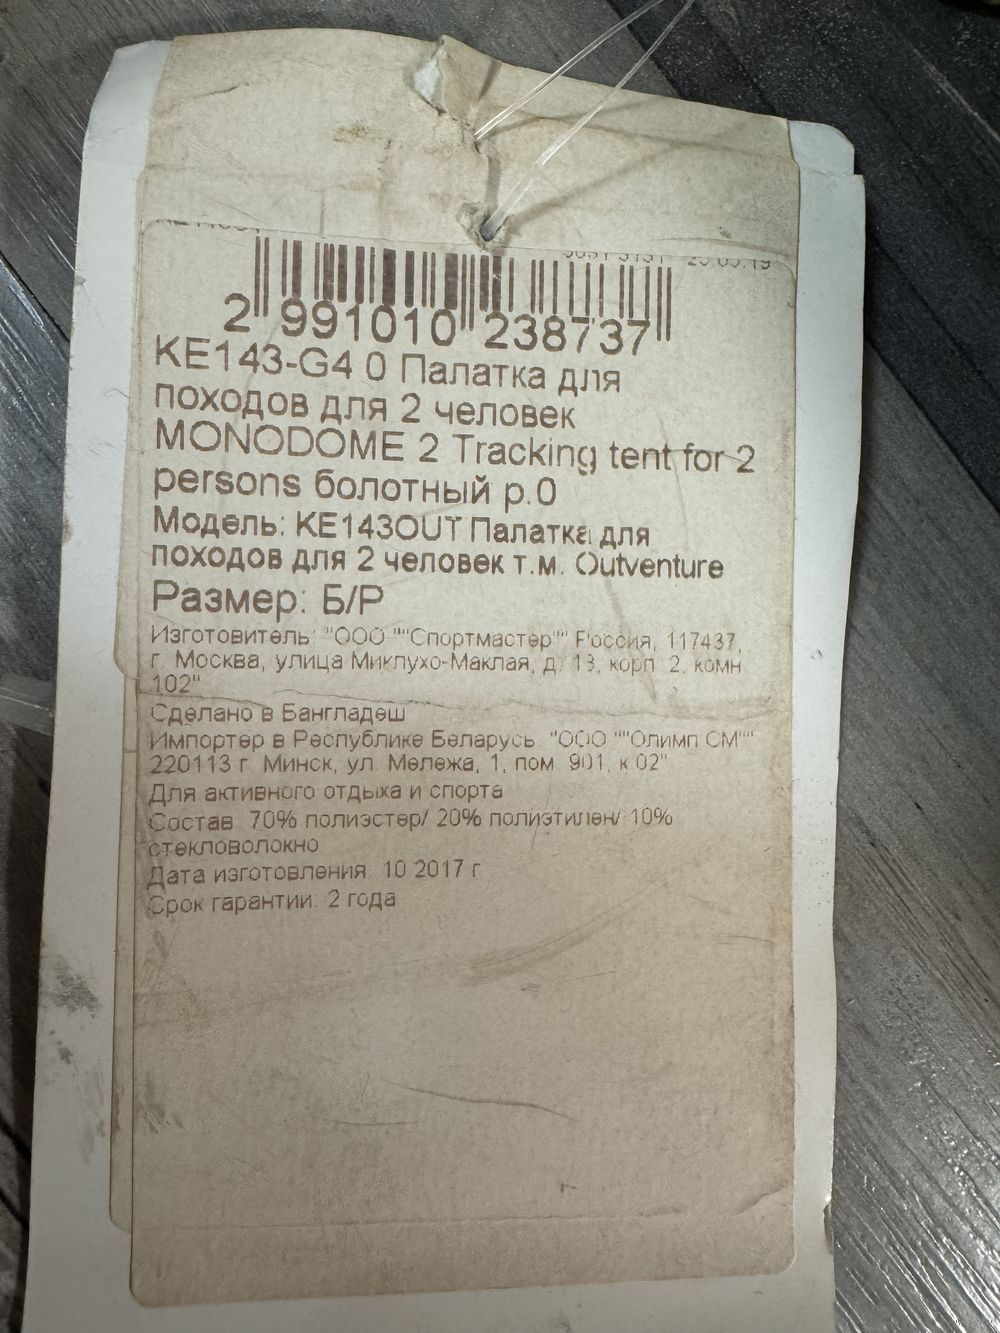 2 991010 238737
KE143-G4 0 Палатка для
походов для 2 человек
MONODOME 2 Tracking tent for 2
persons болотный р.0
Модель: KE143OUT Палатка для
походов для 2 человек т.м. Outventure
Размер: Б/Р
Изготовитель: "ООО ""Спортмастер"" Россия, 117437,
г. Москва, улица Миклухо-Маклая, д. 18, корп. 2, комн.
102"
Сделано в Бангладеш
Импортер в Республике Беларусь: "ООО ""Олимп СМ""
220113 г. Минск, ул. Мележа, 1, пом. 901, к 02"
Для активного отдыха и спорта
Состав: 70% полиэстер/ 20% полиэтилен/ 10%
стекловолокно
Дата изготовления: 10.2017 г
Срок гарантии: 2 года